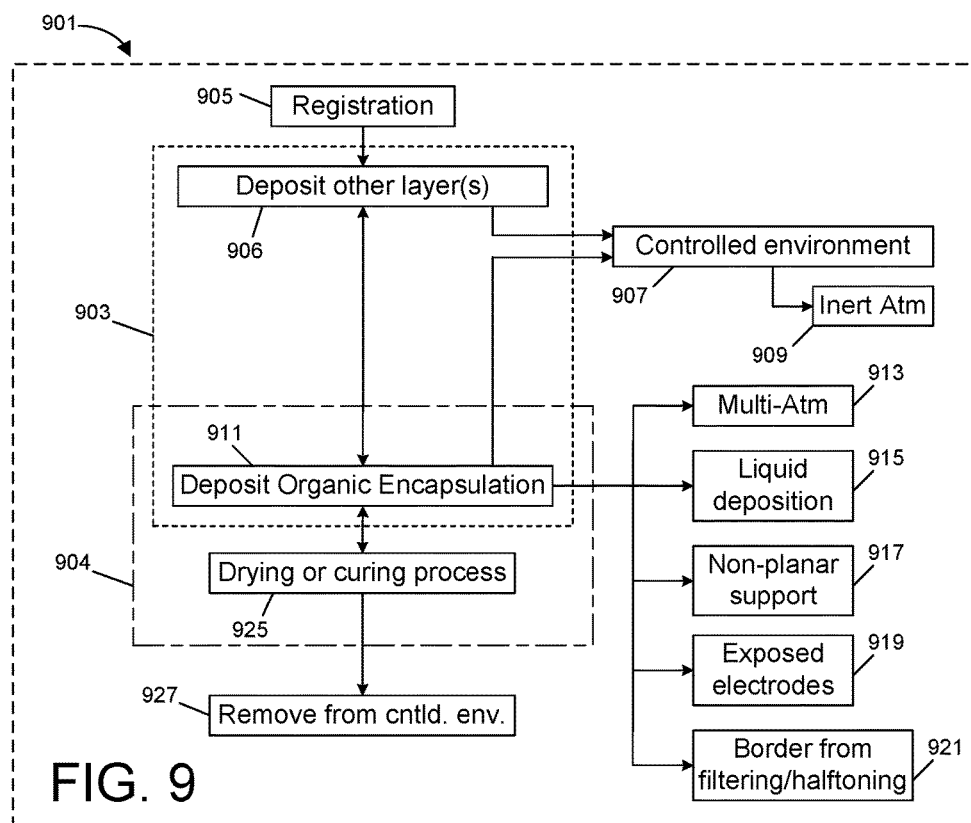 901
905
Registration
Deposit other layer(s)
906
Controlled environment
907
Inert Atm
909
903
913
Multi-Atm
911
Deposit Organic Encapsulation
915
Liquid
deposition
904
Drying or curing process
925
917
Non-planar
support
919
Exposed
electrodes
927
Remove from cntld. env.
921
Border from
filtering/halftoning
FIG. 9